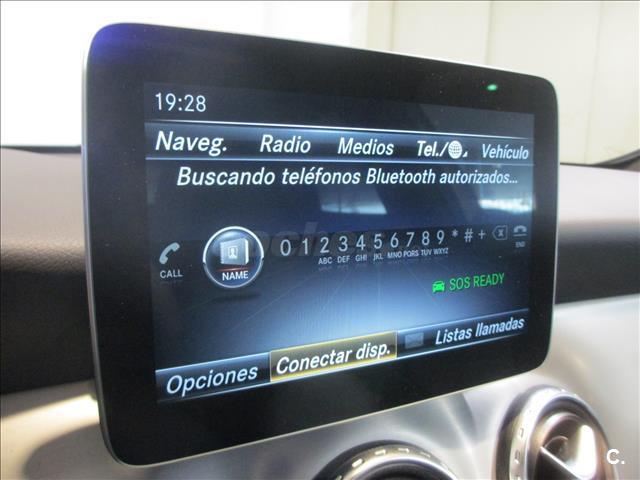 19:28
Naveg. Radio Medios Tel./ Vehículo
Buscando teléfonos Bluetooth autorizados...
CALL NAME 0 1 2 3 4 5 6 7 8 9 * # + END
ABC DEF GHI JKL MNO PQRS TUV WXYZ
SOS READY
Opciones Conectar disp. Listas llamadas
C.